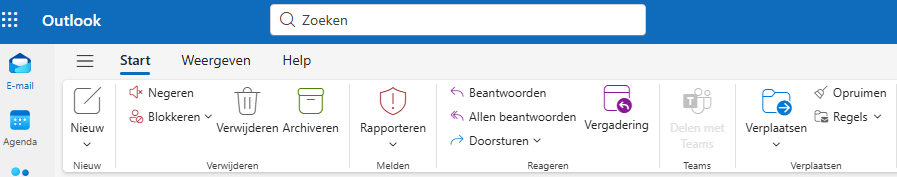 Outlook
Zoeken
E-mail
Agenda
Start Weergeven Help
Nieuw
Nieuw
Negeren
Blokkeren
Verwijderen
Archiveren
Verwijderen
Rapporteren
Melden
Beantwoorden
Allen beantwoorden
Doorsturen
Vergadering
Reageren
Delen met
Teams
Teams
Verplaatsen
Opruimen
Regels
Verplaatsen